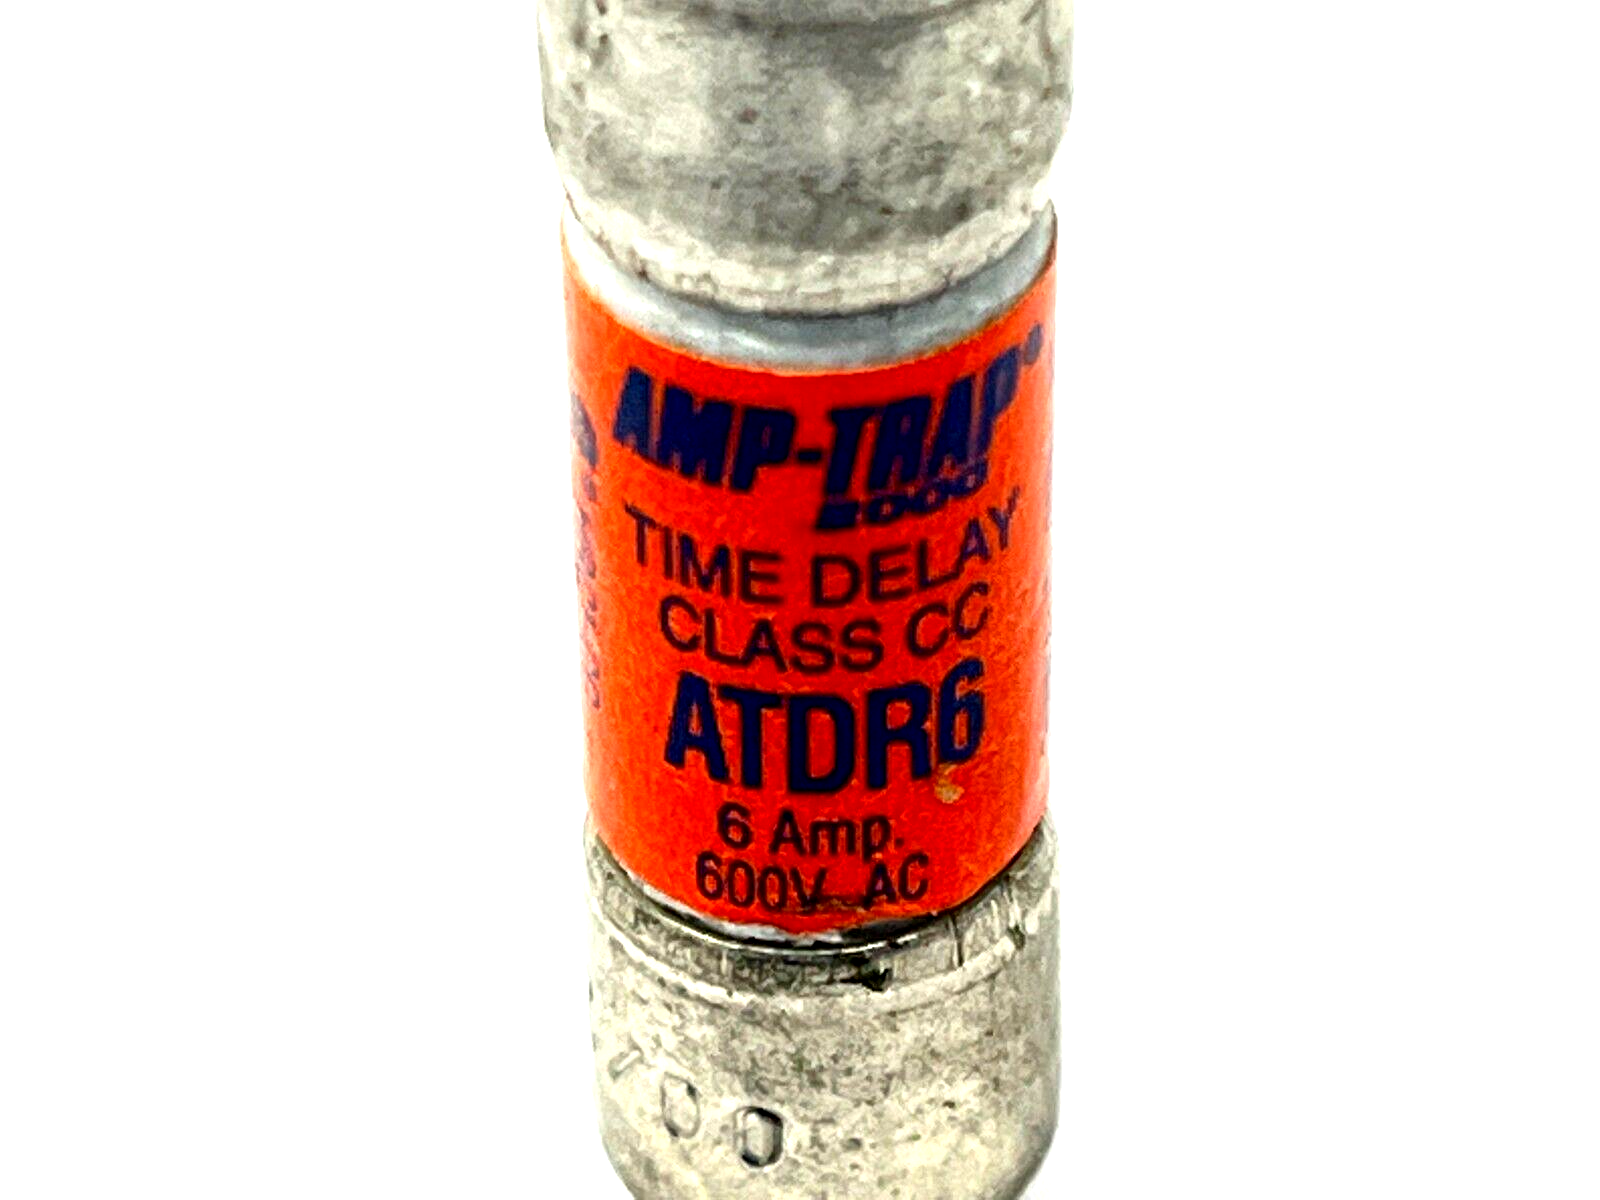 AMP-TRAP®
2000
TIME DELAY
CLASS CC
ATDR6
6 Amp.
600V AC